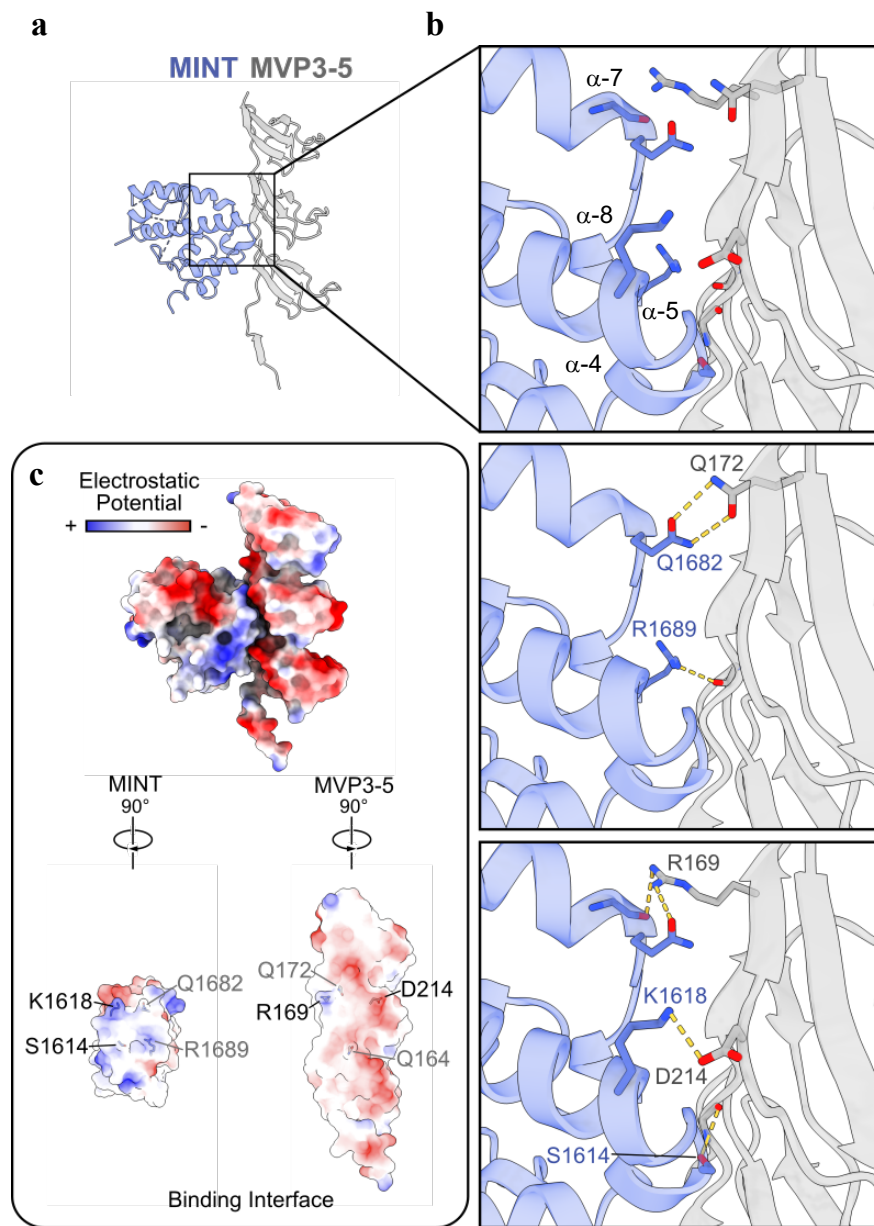 a
MINT MVP3-5
b
α-7
α-8
α-5
α-4
Q172
Q1682
R1689
R169
K1618
D214
S1614
c
Electrostatic
Potential
+ -
MINT
90°
MVP3-5
90°
Q1682
K1618
S1614
R1689
Q172
R169
D214
Q164
Binding Interface